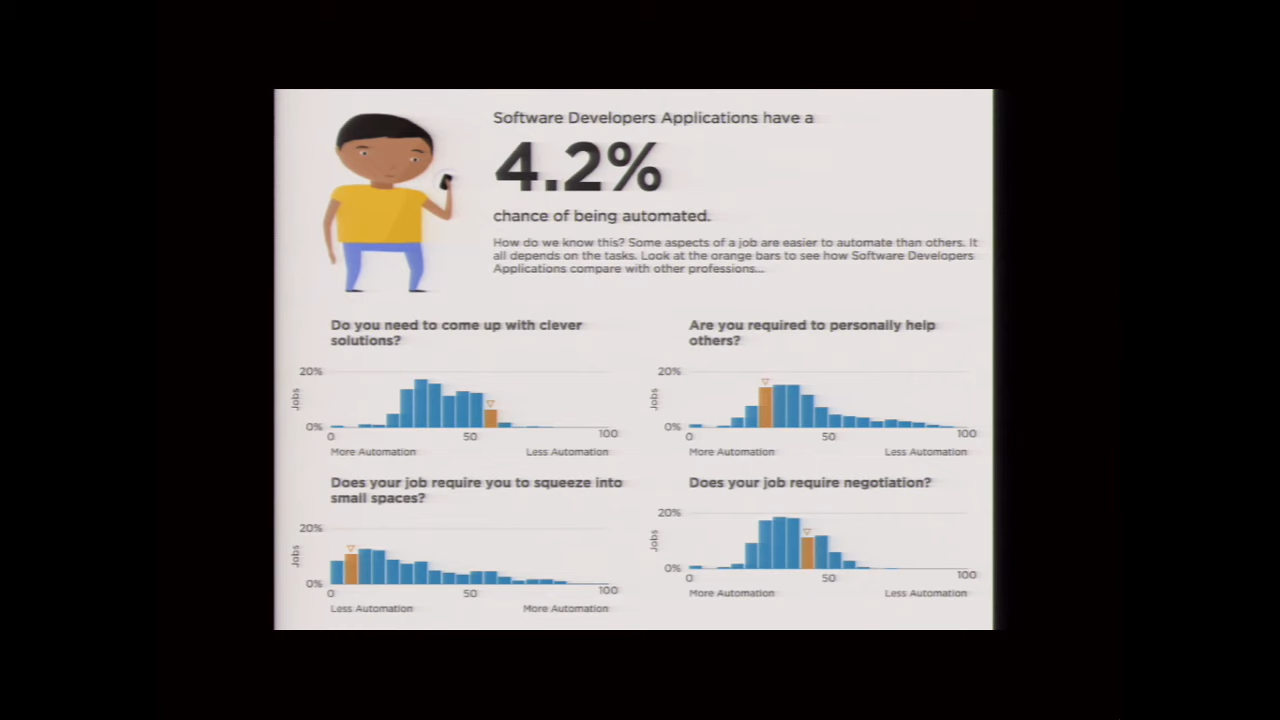 Software Developers Applications have a
4.2%
chance of being automated.
How do we know this? Some aspects of a job are easier to automate than others. It
all depends on the tasks. Look at the orange bars to see how Software Developers
Applications compare with other professions...
Do you need to come up with clever
solutions?
20%
Jobs
0%
0
50
100
More Automation
Less Automation
Are you required to personally help
others?
20%
Jobs
0%
0
50
100
More Automation
Less Automation
Does your job require you to squeeze into
small spaces?
20%
Jobs
0%
0
50
100
Less Automation
More Automation
Does your job require negotiation?
20%
Jobs
0%
0
50
100
More Automation
Less Automation